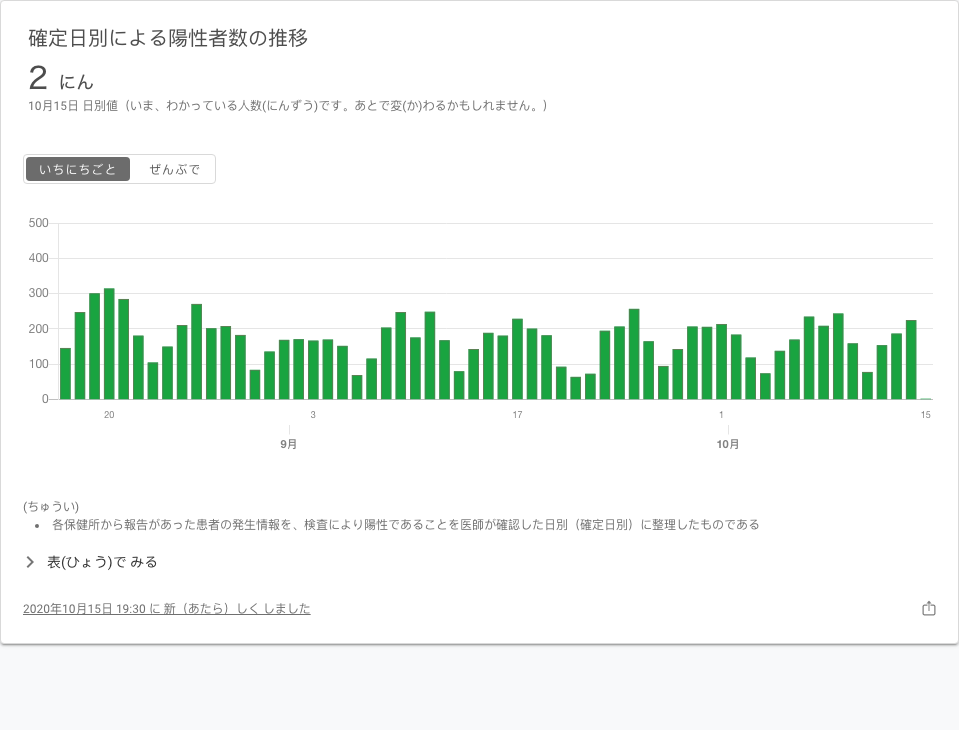 確定日別による陽性者数の推移
2 にん
10月15日 日別値（いま、わかっている人数(にんずう)です。あとで変(か)わるかもしれません。）
いちにちごと ぜんぶで
500
400
300
200
100
0
20 3 17 1 15
9月 10月
(ちゅうい)
• 各保健所から報告があった患者の発生情報を、検査により陽性であることを医師が確認した日別（確定日別）に整理したものである
表(ひょう)で みる
2020年10月15日 19:30 に 新（あたら）しく しました